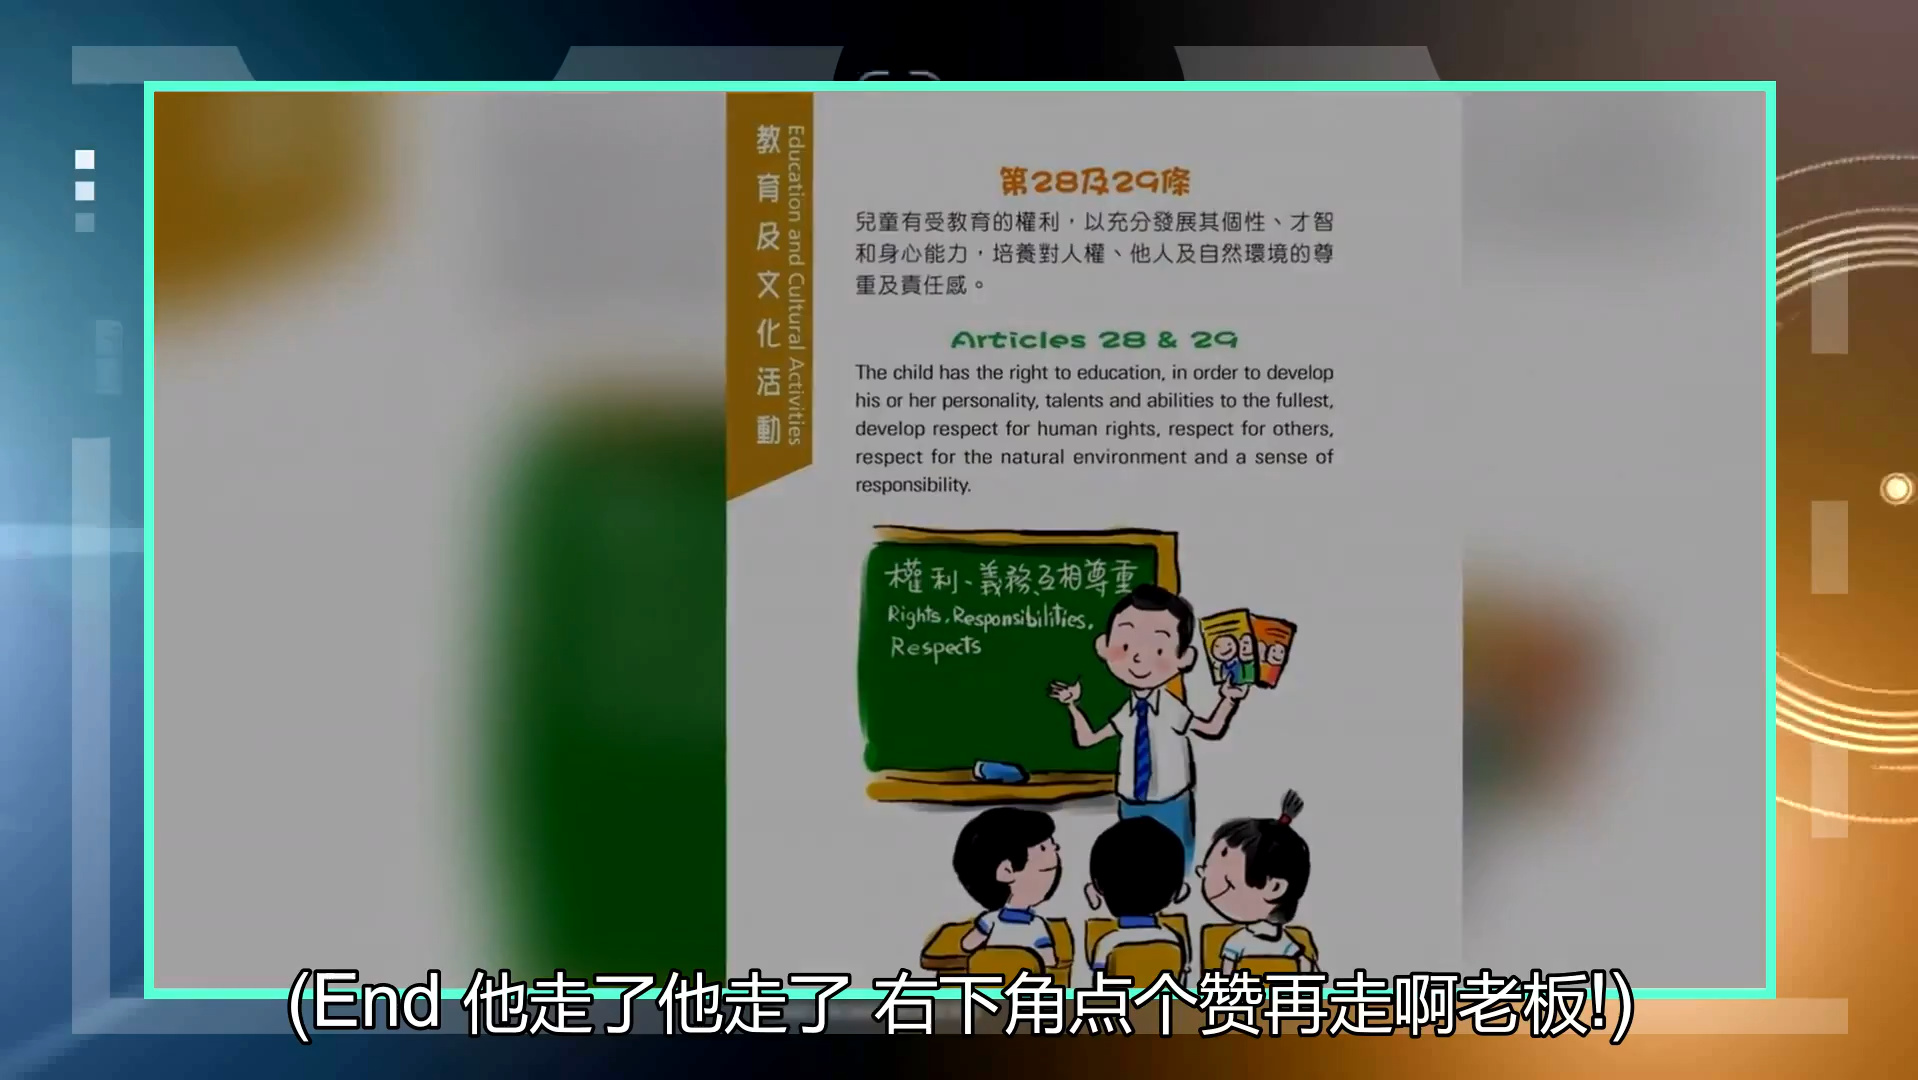 教育及文化活動
Education and Cultural Activities
第28及29條
兒童有受教育的權利，以充分發展其個性、才智
和身心能力，培養對人權、他人及自然環境的尊
重及責任感。
Articles 28 & 29
The child has the right to education, in order to develop
his or her personality, talents and abilities to the fullest,
develop respect for human rights, respect for others,
respect for the natural environment and a sense of
responsibility.
權利、義務、互相尊重
Rights, Responsibilities,
Respects
(End 他走了他走了 右下角点个赞再走啊老板!)